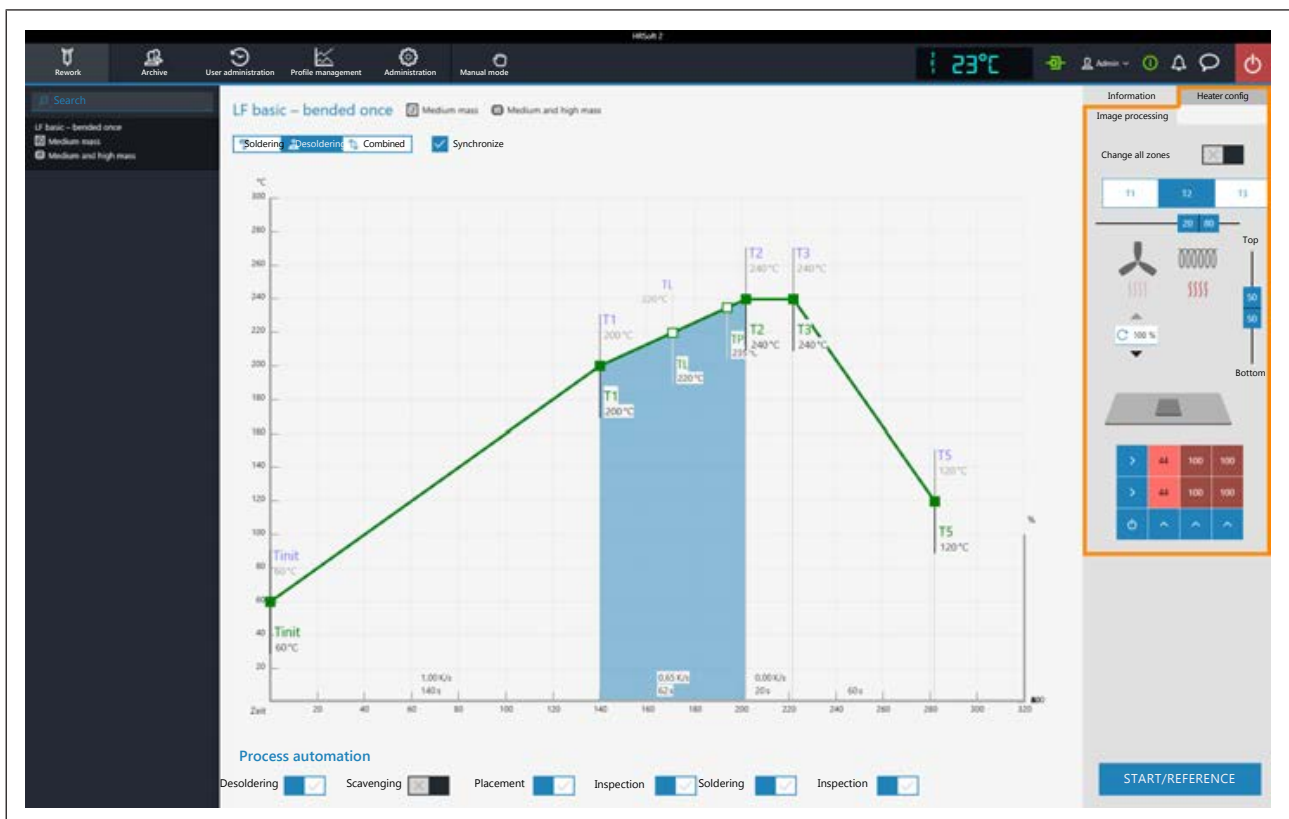 HRSoft 2
Rework Archive User administration Profile management Administration Manual mode 23°C Admin
Search
LF basic – bended once
Medium mass
Medium and high mass
LF basic – bended once Medium mass Medium and high mass
Soldering Desoldering Combined Synchronize
°C
300
280
260
240
220
200
180
160
140
120
100
80
60
40
20
Zeit 20 40 60 80 100 120 140 160 180 200 220 240 260 280 300 320
%
Tinit
60°C
Tinit
60°C
T1
200°C
T1
200°C
TL
220°C
TL
220°C
TP
235°C
T2
240°C
T2
240°C
T3
240°C
T3
240°C
T5
120°C
T5
120°C
1,00 K/s
140 s
0,65 K/s
62 s
0,00 K/s
20 s
60 s
Process automation
Desoldering Scavenging Placement Inspection Soldering Inspection
Information Heater config
Image processing
Change all zones
T1 T2 T3
20 80
Top
50
50
100 %
Bottom
44 100 100
44 100 100
START/REFERENCE